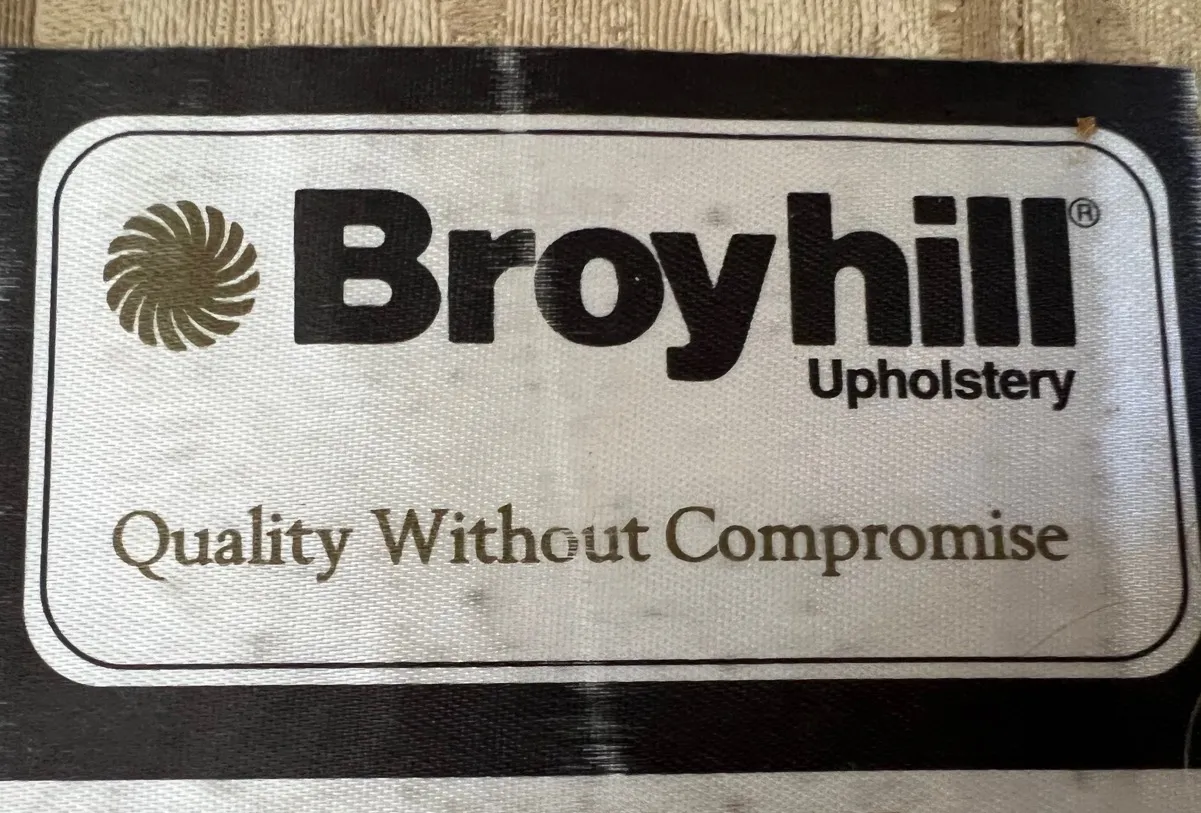 Broyhill®
Upholstery
Quality Without Compromise